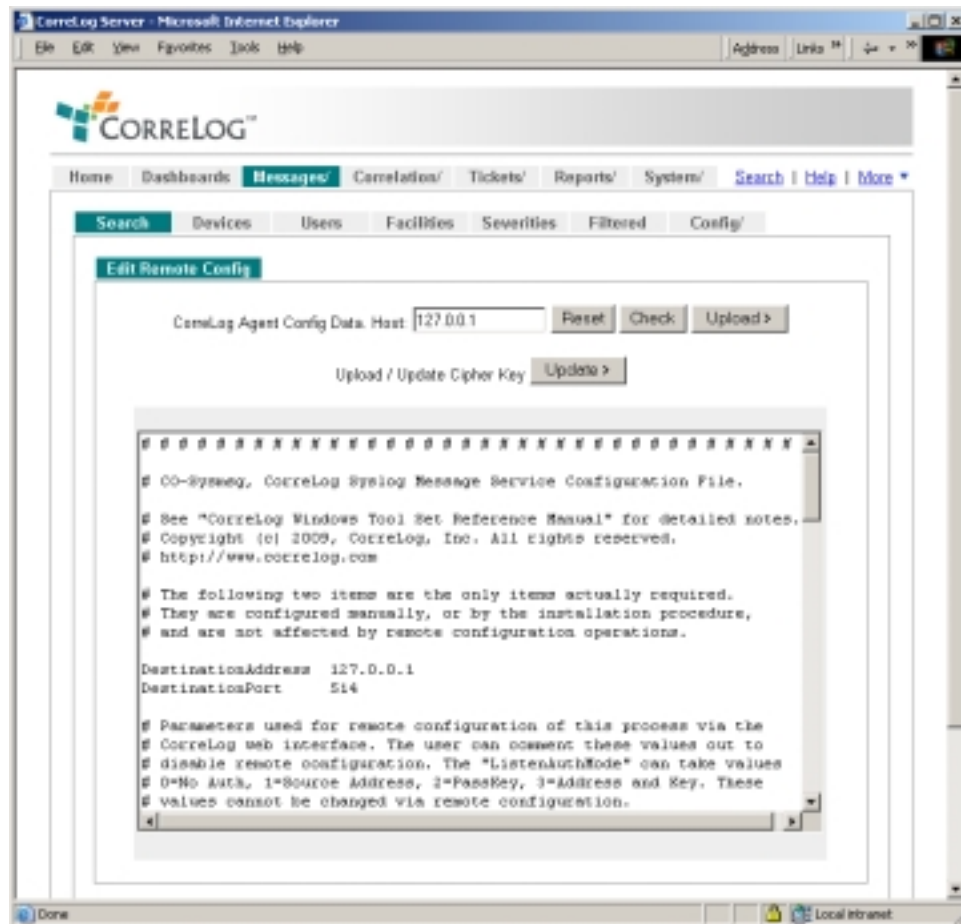 CorreLog Server - Microsoft Internet Explorer
File Edit View Favorites Tools Help Address Links »
CORRELOG™
Home Dashboards Messages/ Correlation/ Tickets/ Reports/ System/ Search | Help | More
Search Devices Users Facilities Severities Filtered Config/
Edit Remote Config
CorreLog Agent Config Data. Host: 127.0.0.1 Reset Check Upload >
Upload / Update Cipher Key Update >
# # # # # # # # # # # # # # # # # # # # # # # # # # # # # # # # # # #
# CO-Sysmsg, CorreLog Syslog Message Service Configuration File.
# See "CorreLog Windows Tool Set Reference Manual" for detailed notes.
# Copyright (c) 2009, CorreLog, Inc. All rights reserved.
# http://www.correlog.com
# The following two items are the only items actually required.
# They are configured manually, or by the installation procedure,
# and are not affected by remote configuration operations.
DestinationAddress 127.0.0.1
DestinationPort 514
# Parameters used for remote configuration of this process via the
# CorreLog web interface. The user can comment these values out to
# disable remote configuration. The "ListenAuthMode" can take values
# 0=No Auth, 1=Source Address, 2=PassKey, 3=Address and Key. These
# values cannot be changed via remote configuration.
Done Local intranet